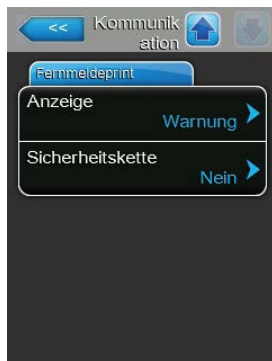 <<
Kommunik
ation
Fernmeldeprint
Anzeige
Warnung
Sicherheitskette
Nein